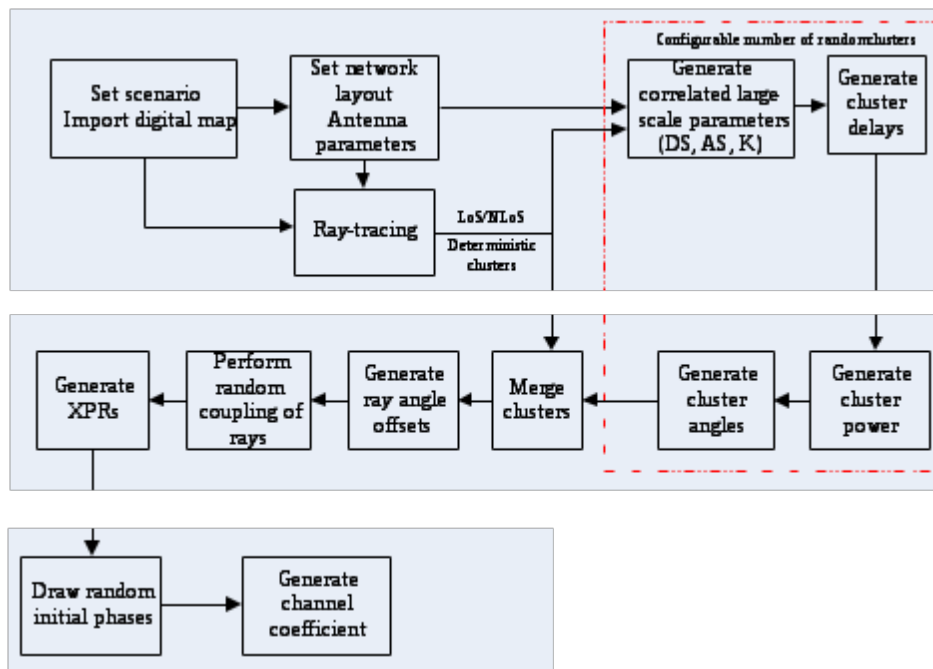 Configurable number of randomclusters
Set scenario
Import digital map
Set network
layout
Antenna
parameters
Generate
correlated large
scale parameters
(DS, AS, K)
Generate
cluster
delays
Ray-tracing
LoS/NLoS
Deterministic
clusters
Generate
XPRs
Perform
random
coupling of
rays
Generate
ray angle
offsets
Merge
clusters
Generate
cluster
angles
Generate
cluster
power
Draw random
initial phases
Generate
channel
coefficient